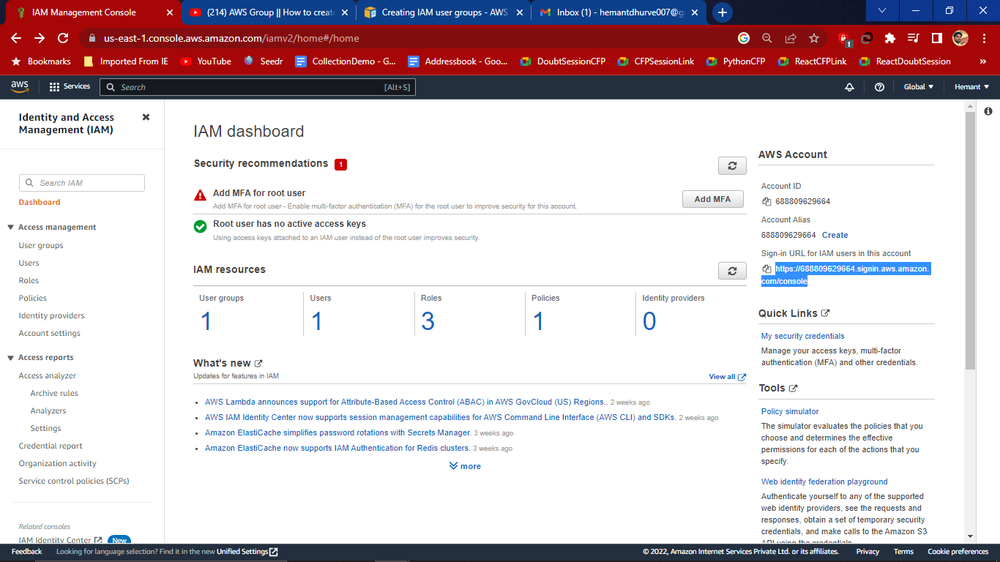 IAM Management Console
(214) AWS Group || How to create
Creating IAM user groups - AWS
Inbox (1) - hemantdhurve007@g
us-east-1.console.aws.amazon.com/iamv2/home#/home
1
Bookmarks
Imported From IE
YouTube
Seedr
CollectionDemo - G...
Addressbook - Goo...
DoubtSessionCFP
CFPSessionLink
PythonCFP
ReactCFPLink
ReactDoubtSession
»
aws
Services
Search
[Alt+S]
Global
Hemant
Identity and Access
Management (IAM)
Search IAM
Dashboard
Access management
User groups
Users
Roles
Policies
Identity providers
Account settings
Access reports
Access analyzer
Archive rules
Analyzers
Settings
Credential report
Organization activity
Service control policies (SCPs)
Related consoles
IAM Identity Center
New
IAM dashboard
Security recommendations 1
Add MFA for root user
Add MFA for root user - Enable multi-factor authentication (MFA) for the root user to improve security for this account.
Add MFA
Root user has no active access keys
Using access keys attached to an IAM user instead of the root user improves security.
IAM resources
User groups
1
Users
1
Roles
3
Policies
1
Identity providers
0
What's new
Updates for features in IAM
View all
AWS Lambda announces support for Attribute-Based Access Control (ABAC) in AWS GovCloud (US) Regions.. 2 weeks ago
AWS IAM Identity Center now supports session management capabilities for AWS Command Line Interface (AWS CLI) and SDKs. 2 weeks ago
Amazon ElastiCache simplifies password rotations with Secrets Manager. 3 weeks ago
Amazon ElastiCache now supports IAM Authentication for Redis clusters. 3 weeks ago
more
AWS Account
Account ID
688809629664
Account Alias
688809629664 Create
Sign-in URL for IAM users in this account
https://688809629664.signin.aws.amazon.
com/console
Quick Links
My security credentials
Manage your access keys, multi-factor
authentication (MFA) and other credentials.
Tools
Policy simulator
The simulator evaluates the policies that you
choose and determines the effective
permissions for each of the actions that you
specify.
Web identity federation playground
Authenticate yourself to any of the supported
web identity providers, see the requests and
responses, obtain a set of temporary security
credentials, and make calls to the Amazon S3
API using the credentials.
Feedback
Looking for language selection? Find it in the new Unified Settings
© 2022, Amazon Internet Services Private Ltd. or its affiliates.
Privacy
Terms
Cookie preferences